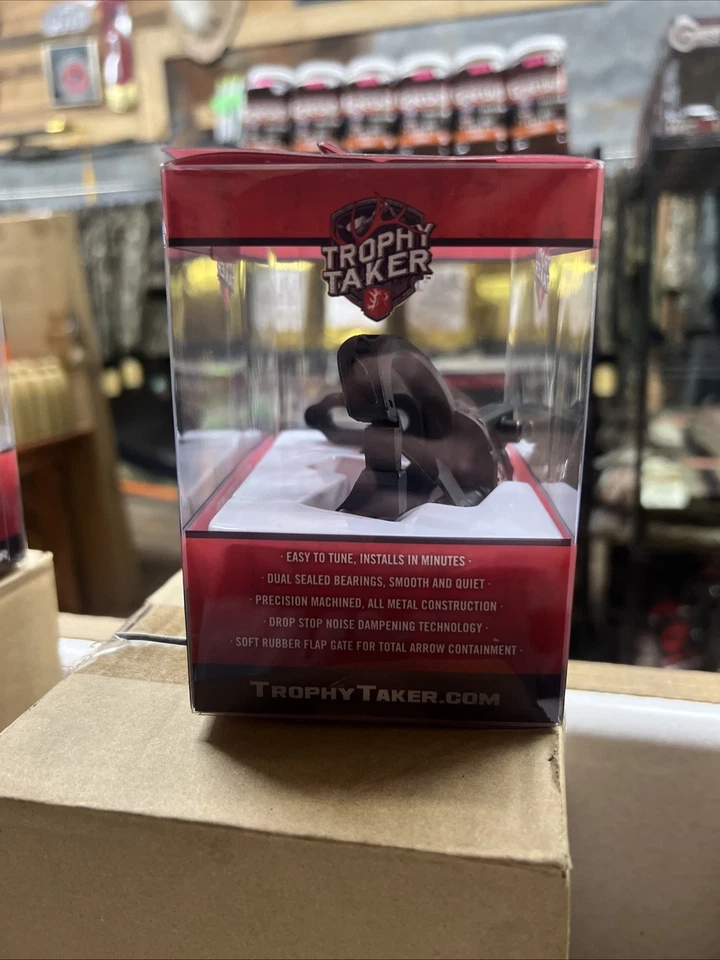 TROPHY
TAKER
· EASY TO TUNE, INSTALLS IN MINUTES ·
· DUAL SEALED BEARINGS, SMOOTH AND QUIET ·
· PRECISION MACHINED, ALL METAL CONSTRUCTION ·
· DROP STOP NOISE DAMPENING TECHNOLOGY ·
· SOFT RUBBER FLAP GATE FOR TOTAL ARROW CONTAINMENT ·
TROPHYTAKER.COM